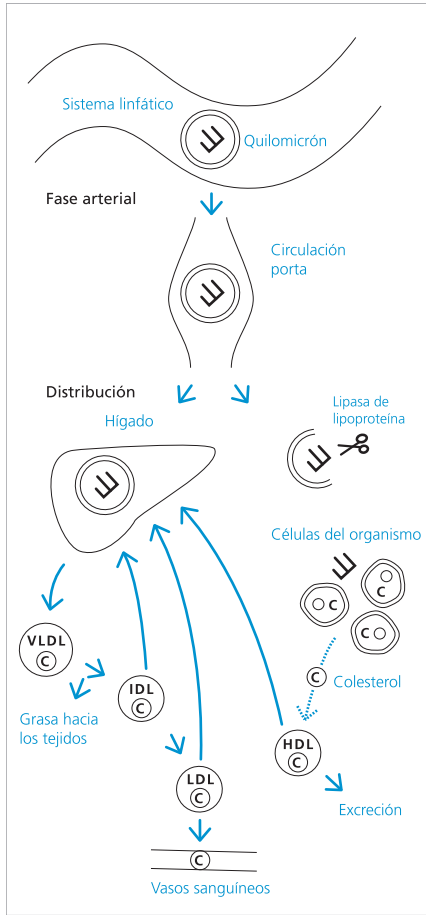 Sistema linfático
Quilomicrón
Fase arterial
Circulación
porta
Distribución
Hígado
Lipasa de
lipoproteína
Células del organismo
C
C
C
VLDL
C
C
Colesterol
IDL
C
Grasa hacia
los tejidos
HDL
C
LDL
C
Excreción
C
Vasos sanguíneos